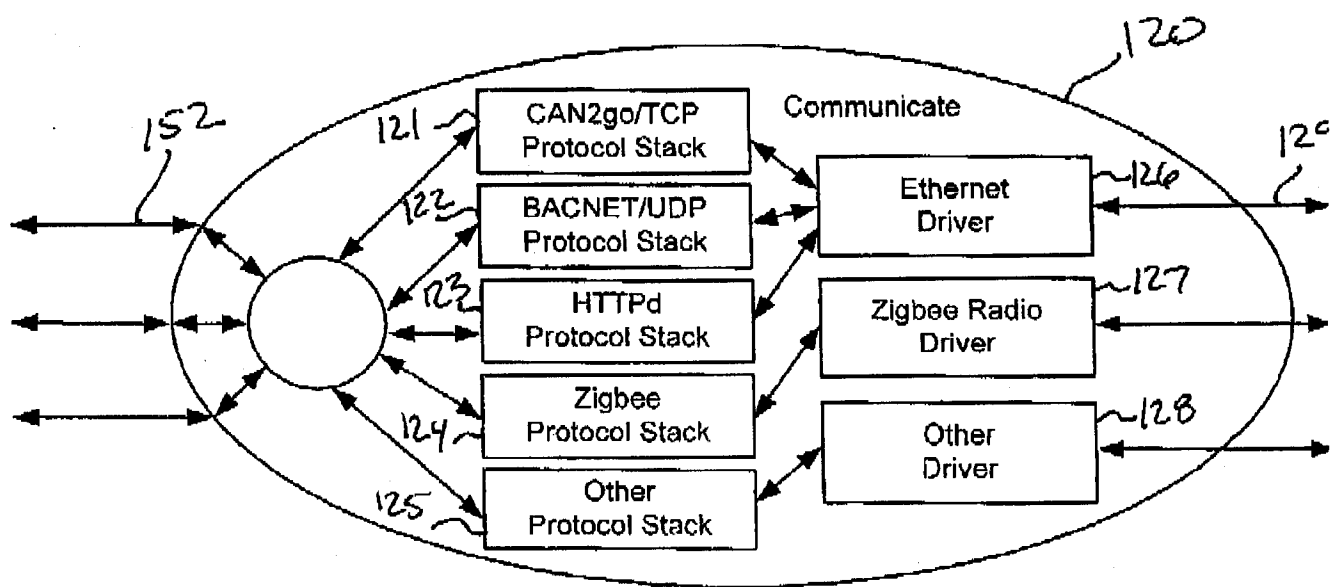 120
152
121
CAN2go/TCP
Protocol Stack
Communicate
122
BACNET/UDP
Protocol Stack
Ethernet
Driver
126
129
123
HTTPd
Protocol Stack
Zigbee Radio
Driver
127
124
Zigbee
Protocol Stack
Other
Driver
128
125
Other
Protocol Stack